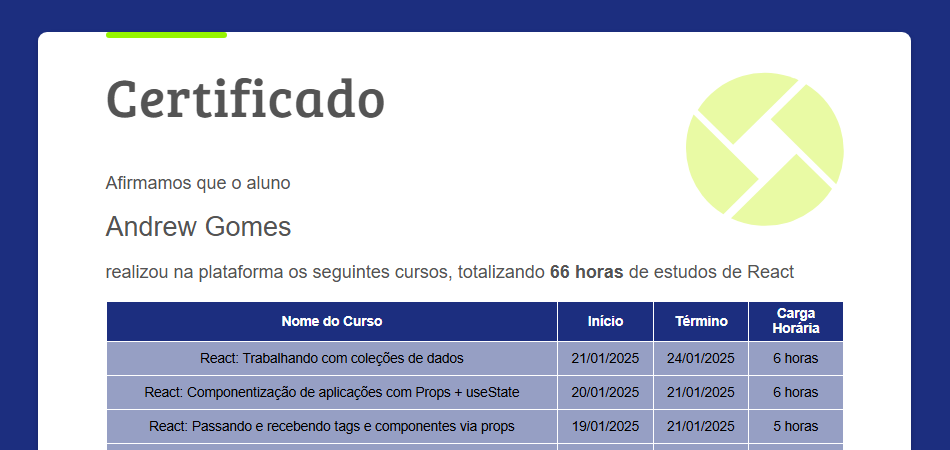 Certificado
Afirmamos que o aluno
Andrew Gomes
realizou na plataforma os seguintes cursos, totalizando 66 horas de estudos de React
Nome do Curso Início Término Carga Horária
React: Trabalhando com coleções de dados 21/01/2025 24/01/2025 6 horas
React: Componentização de aplicações com Props + useState 20/01/2025 21/01/2025 6 horas
React: Passando e recebendo tags e componentes via props 19/01/2025 21/01/2025 5 horas